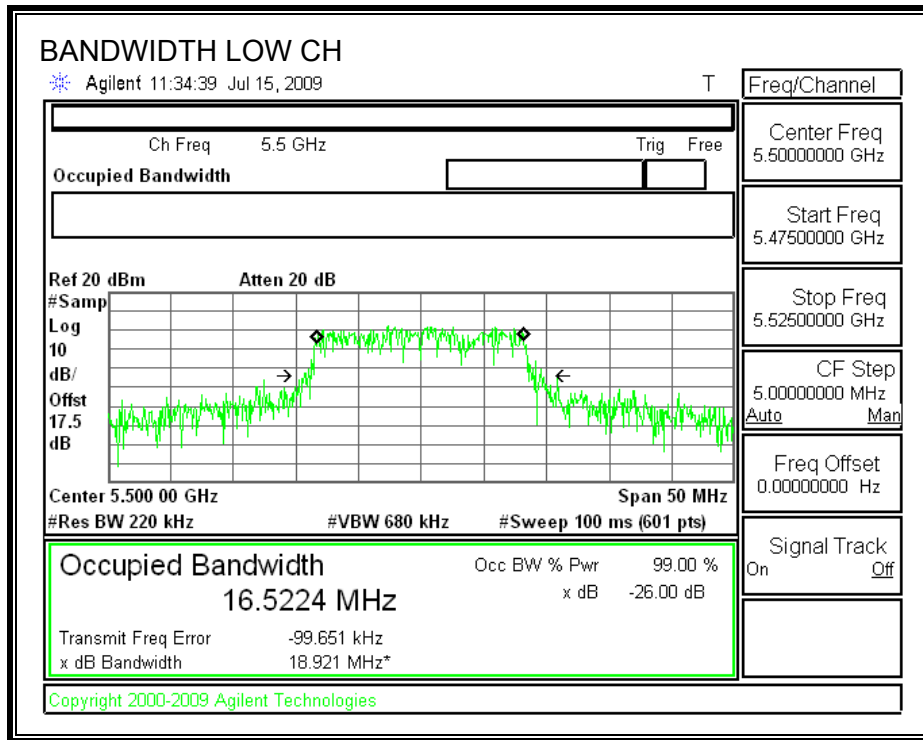 BANDWIDTH LOW CH
Agilent 11:34:39 Jul 15, 2009 T
Ch Freq 5.5 GHz Trig Free
Occupied Bandwidth
Ref 20 dBm Atten 20 dB
#Samp
Log
10
dB/
Offst
17.5
dB
Center 5.500 00 GHz Span 50 MHz
#Res BW 220 kHz #VBW 680 kHz #Sweep 100 ms (601 pts)
Occupied Bandwidth Occ BW % Pwr 99.00 %
16.5224 MHz x dB -26.00 dB
Transmit Freq Error -99.651 kHz
x dB Bandwidth 18.921 MHz*
Copyright 2000-2009 Agilent Technologies
Freq/Channel
Center Freq
5.50000000 GHz
Start Freq
5.47500000 GHz
Stop Freq
5.52500000 GHz
CF Step
5.00000000 MHz
Auto Man
Freq Offset
0.00000000 Hz
Signal Track
On Off